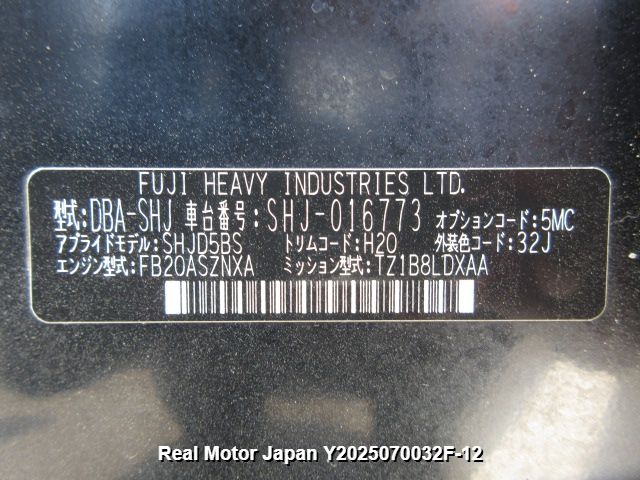 FUJI HEAVY INDUSTRIES LTD.
型式:DBA-SHJ 車台番号:SHJ-016773 オプションコード:5MC
アプライドモデル:SHJD5BS トリムコード:H20 外装色コード:32J
エンジン型式:FB20ASZNXA ミッション型式:TZ1B8LDXAA
Real Motor Japan Y2025070032F-12